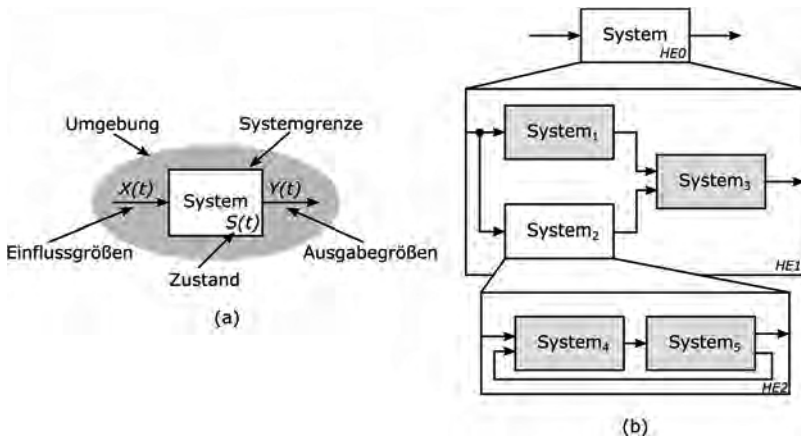 Umgebung
Systemgrenze
X(t)
System
Y(t)
S(t)
Einflussgrößen
Ausgabegrößen
Zustand
(a)
System
HE0
System₁
System₃
System₂
HE1
System₄
System₅
HE2
(b)